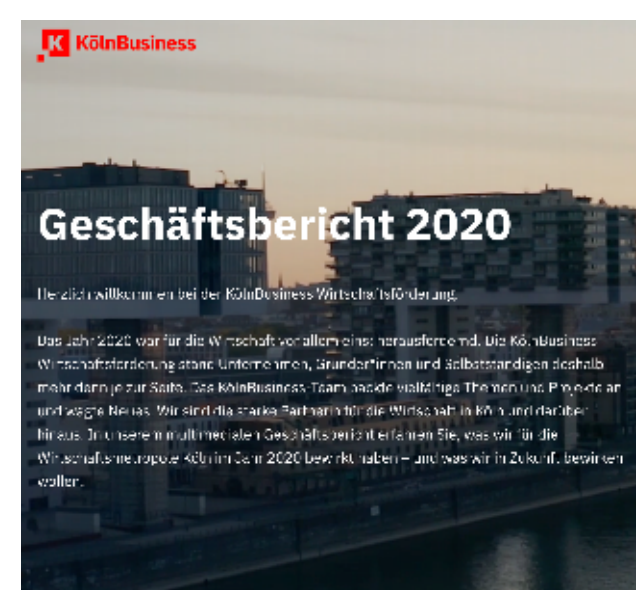 KölnBusiness
Geschäftsbericht 2020
Herzlich willkommen bei der KölnBusiness Wirtschaftsförderung.
Das Jahr 2020 war für die Wirtschaft vor allem eins: herausfordernd. Die KölnBusiness
Wirtschaftsförderung stand Unternehmen, Gründer*innen und Selbstständigen deshalb
mehr denn je zur Seite. Das KölnBusiness-Team packte vielfältige Themen und Projekte an
und wagte Neues. Wir sind die starke Partnerin für die Wirtschaft in Köln und darüber
hinaus. In unserem multimedialen Geschäftsbericht erfahren Sie, was wir für die
Wirtschaftsmetropole Köln im Jahr 2020 bewirkt haben – und was wir in Zukunft bewirken
wollen.